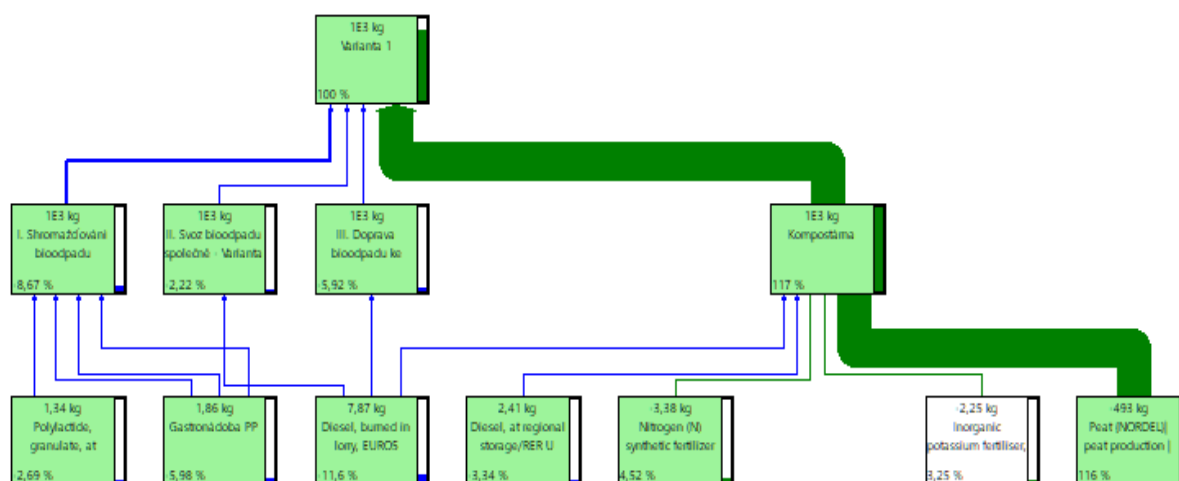 1E3 kg
Varianta 1
100 %
1E3 kg
I. Shromažďování
bioodpadu
-8,67 %
1E3 kg
II. Svoz bioodpadu
společně - Varianta
-2,22 %
1E3 kg
III. Doprava
bioodpadu ke
-5,92 %
1E3 kg
Kompostárna
117 %
1,34 kg
Polylactide,
granulate, at
-2,69 %
1,86 kg
Gastronádoba PP
-5,98 %
7,87 kg
Diesel, burned in
lorry, EURO5
-11,6 %
2,41 kg
Diesel, at regional
storage/RER U
-3,34 %
-3,38 kg
Nitrogen (N)
synthetic fertilizer
4,52 %
-2,25 kg
Inorganic
potassium fertiliser,
3,25 %
-493 kg
Peat (NORDEL)|
peat production |
116 %